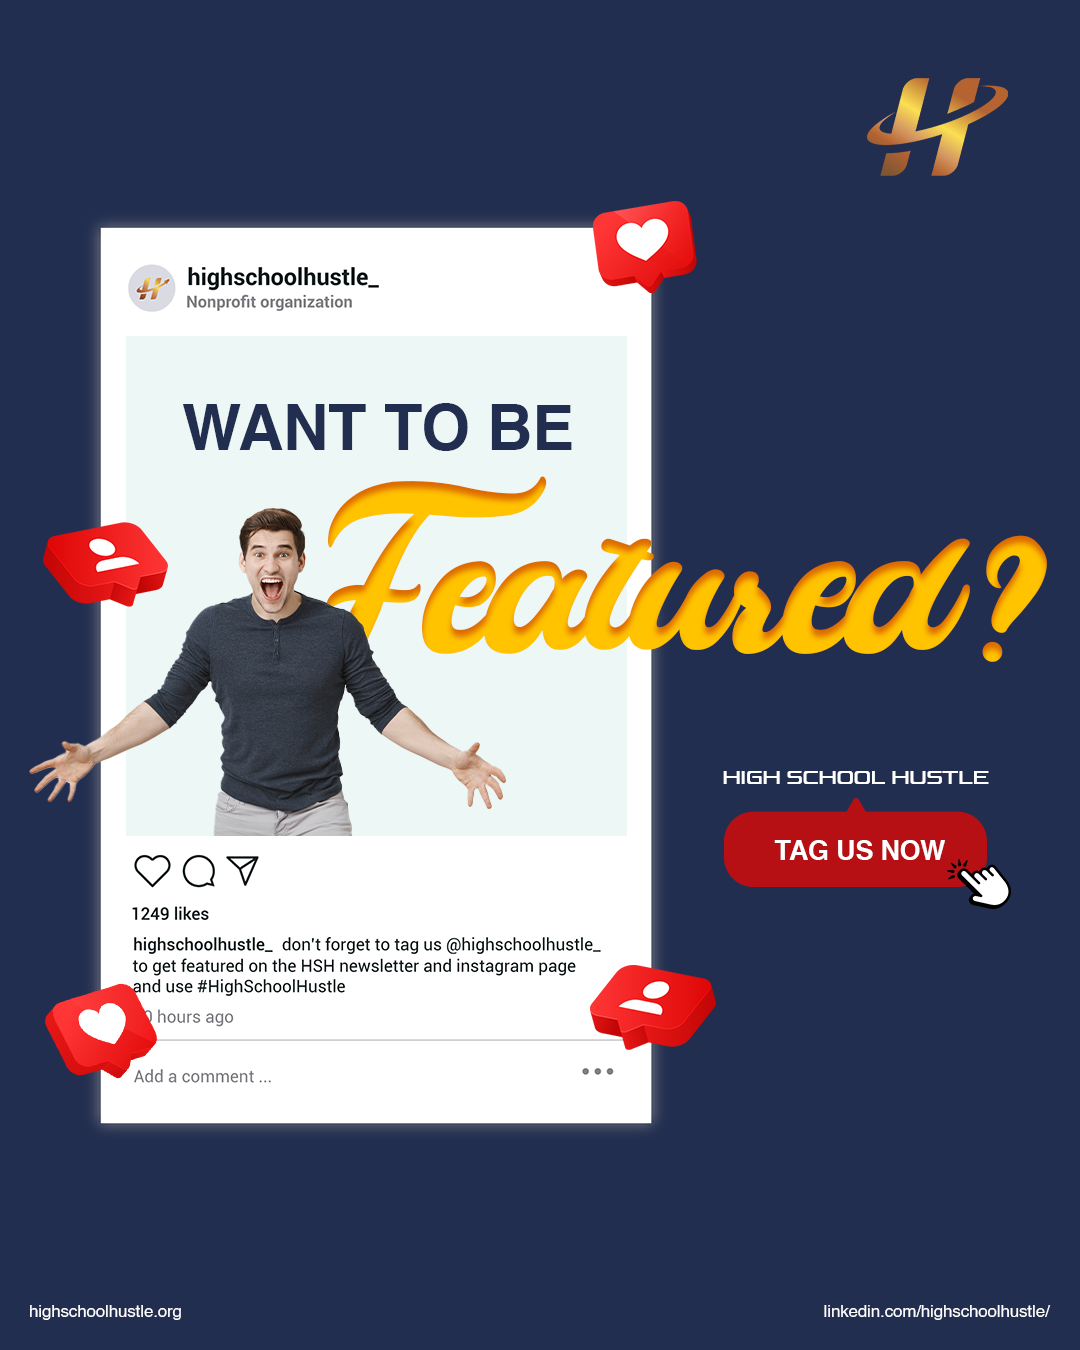 highschoolhustle_
Nonprofit organization
WANT TO BE
Featured?
HIGH SCHOOL HUSTLE
TAG US NOW
1249 likes
highschoolhustle_ don't forget to tag us @highschoolhustle_
to get featured on the HSH newsletter and instagram page
and use #HighSchoolHustle
hours ago
Add a comment ...
highschoolhustle.org
linkedin.com/highschoolhustle/